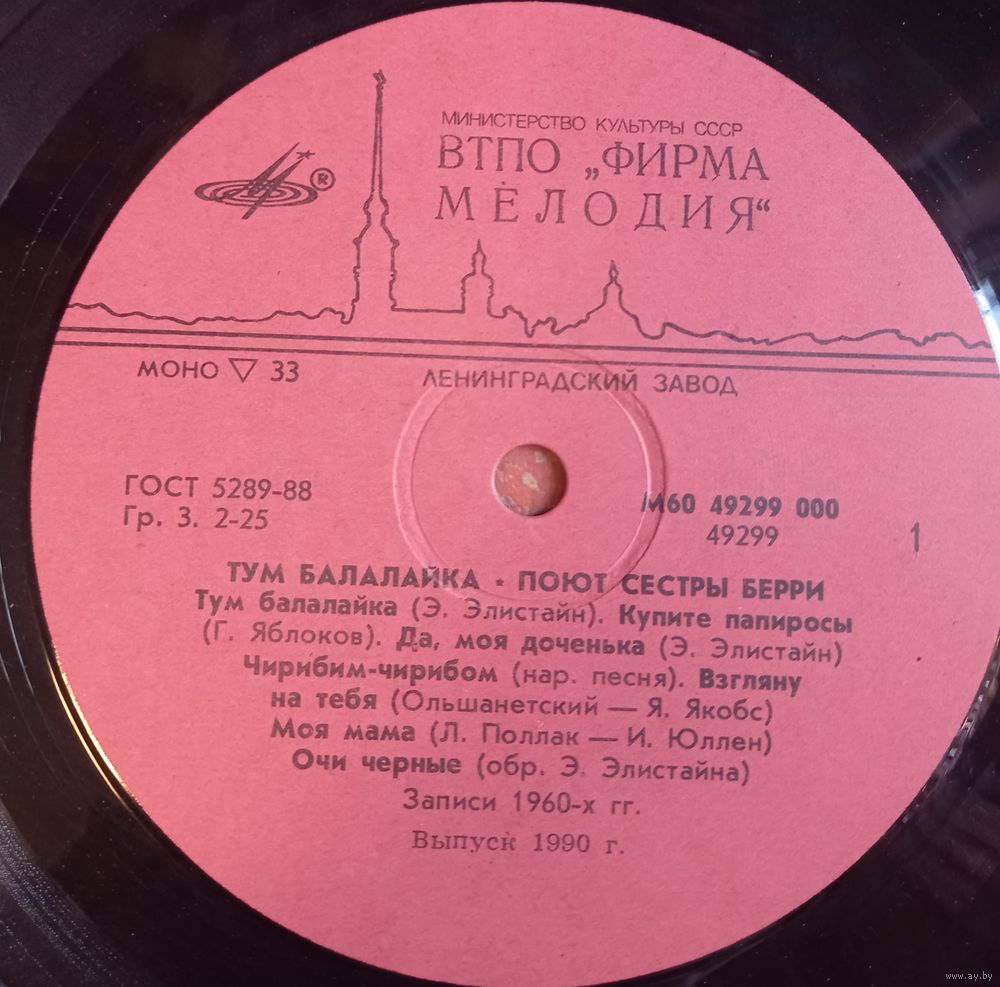 МИНИСТЕРСТВО КУЛЬТУРЫ СССР
ВТПО „ФИРМА
МЕЛОДИЯ“
®
МОНО ▽ 33
ЛЕНИНГРАДСКИЙ ЗАВОД
ГОСТ 5289-88
Гр. 3. 2-25
М60 49299 000
49299
1
ТУМ БАЛАЛАЙКА • ПОЮТ СЕСТРЫ БЕРРИ
Тум балалайка (Э. Элистайн). Купите папиросы
(Г. Яблоков). Да, моя доченька (Э. Элистайн)
Чирибим-чирибом (нар. песня). Взгляну
на тебя (Ольшанетский — Я. Якобс)
Моя мама (Л. Поллак — И. Юллен)
Очи черные (обр. Э. Элистайна)
Записи 1960-х гг.
Выпуск 1990 г.
www.ay.by